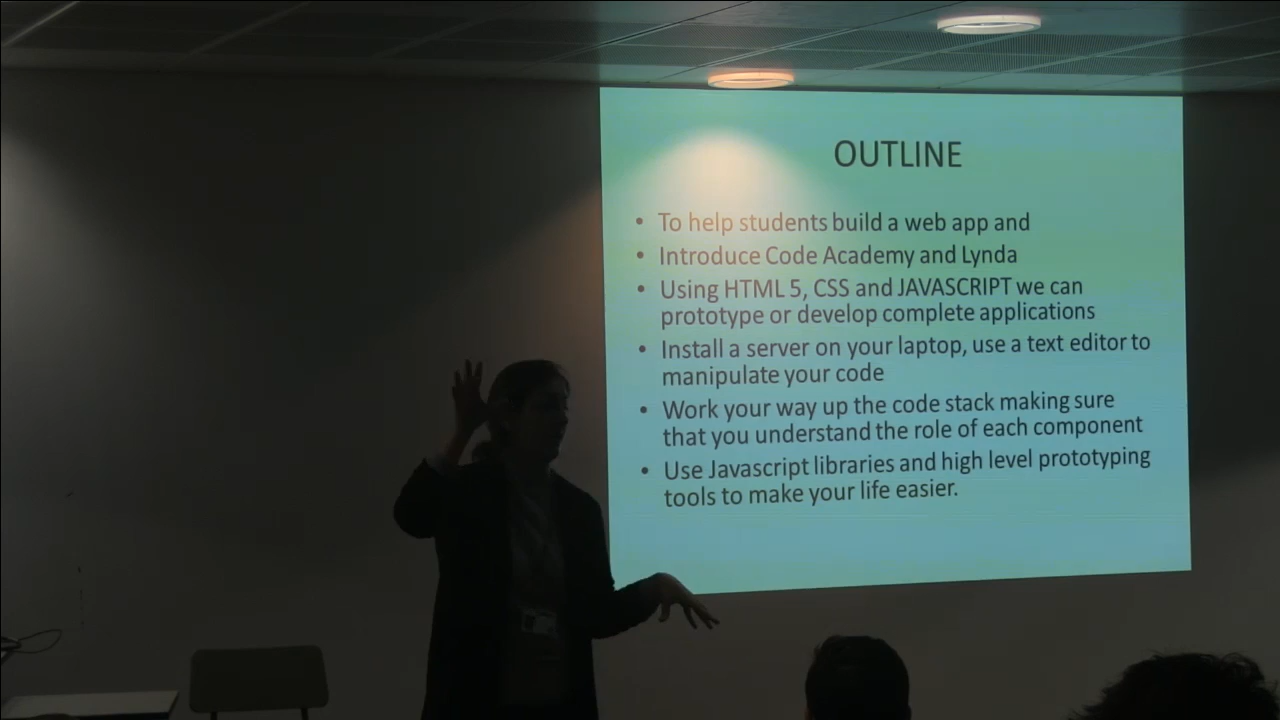 OUTLINE
• To help students build a web app and
• Introduce Code Academy and Lynda
• Using HTML 5, CSS and JAVASCRIPT we can
prototype or develop complete applications
• Install a server on your laptop, use a text editor to
manipulate your code
• Work your way up the code stack making sure
that you understand the role of each component
• Use Javascript libraries and high level prototyping
tools to make your life easier.